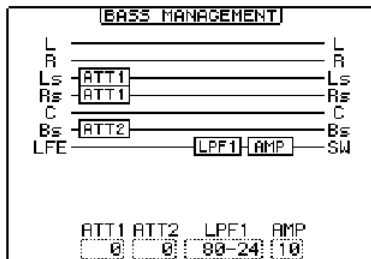 BASS MANAGEMENT
L L
R R
Ls ATT1 Ls
Rs ATT1 Rs
C C
Bs ATT2 Bs
LFE LPF1 AMP SW
ATT1 ATT2 LPF1 AMP
0 0 80-24 10